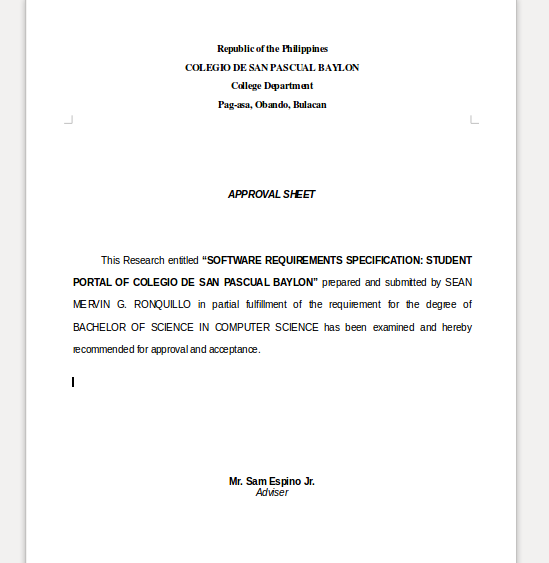 Republic of the Philippines
COLEGIO DE SAN PASCUAL BAYLON
College Department
Pag-asa, Obando, Bulacan
APPROVAL SHEET
This Research entitled “SOFTWARE REQUIREMENTS SPECIFICATION: STUDENT
PORTAL OF COLEGIO DE SAN PASCUAL BAYLON” prepared and submitted by SEAN
MERVIN G. RONQUILLO in partial fulfillment of the requirement for the degree of
BACHELOR OF SCIENCE IN COMPUTER SCIENCE has been examined and hereby
recommended for approval and acceptance.
Mr. Sam Espino Jr.
Adviser